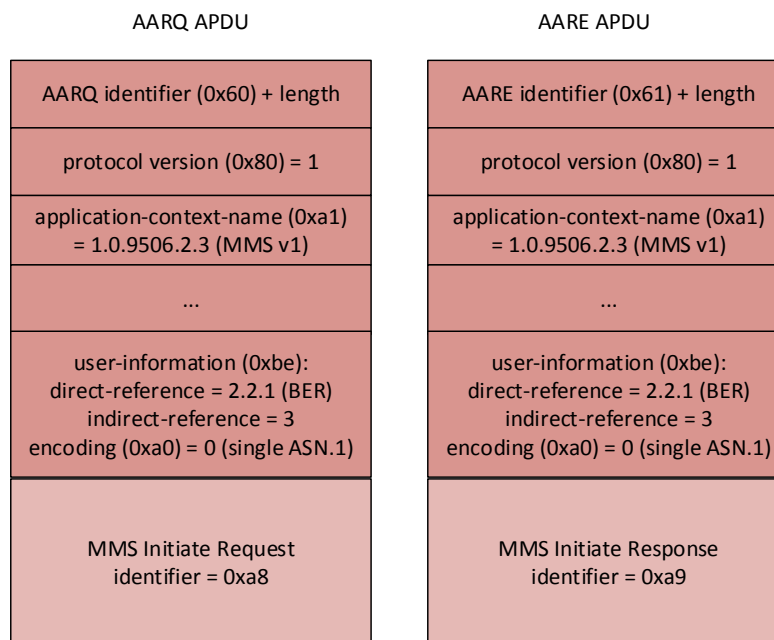 AARQ APDU
AARQ identifier (0x60) + length
protocol version (0x80) = 1
application-context-name (0xa1)
= 1.0.9506.2.3 (MMS v1)
...
user-information (0xbe):
direct-reference = 2.2.1 (BER)
indirect-reference = 3
encoding (0xa0) = 0 (single ASN.1)
MMS Initiate Request
identifier = 0xa8
AARE APDU
AARE identifier (0x61) + length
protocol version (0x80) = 1
application-context-name (0xa1)
= 1.0.9506.2.3 (MMS v1)
...
user-information (0xbe):
direct-reference = 2.2.1 (BER)
indirect-reference = 3
encoding (0xa0) = 0 (single ASN.1)
MMS Initiate Response
identifier = 0xa9